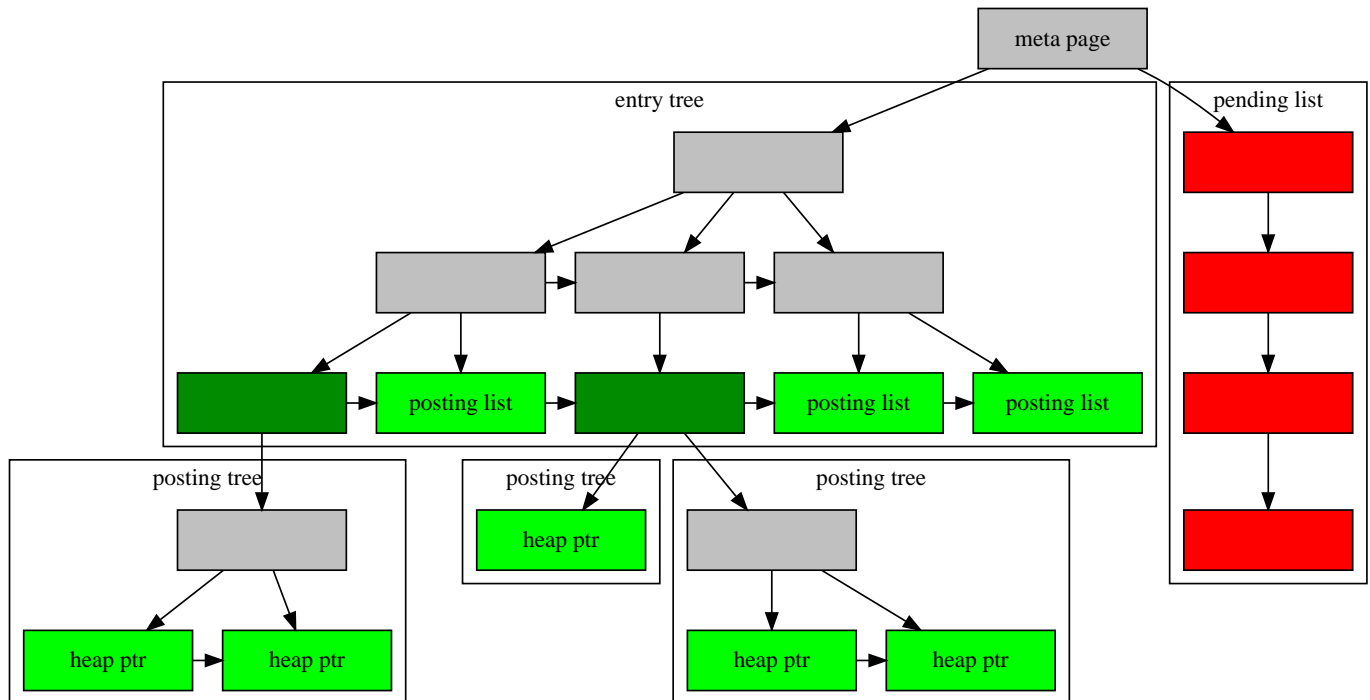 meta page
entry tree
pending list
posting list
posting list
posting list
posting tree
posting tree
posting tree
heap ptr
heap ptr
heap ptr
heap ptr
heap ptr